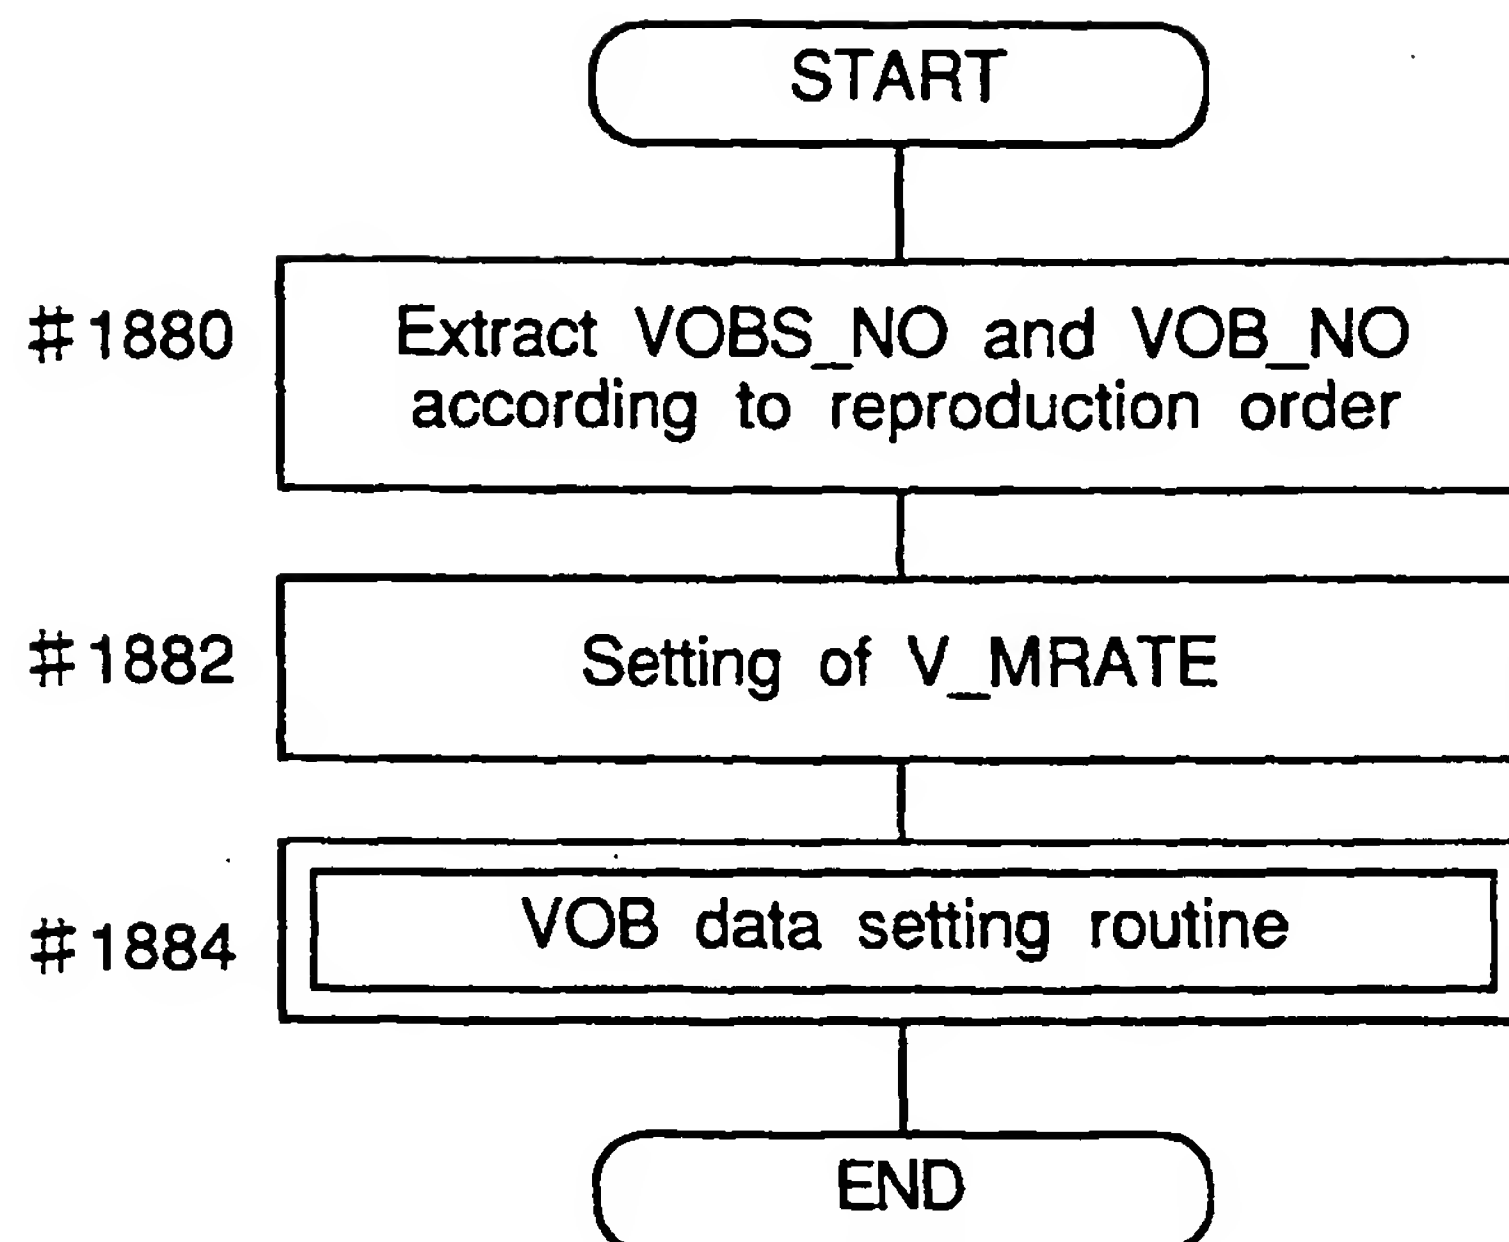 START
#1880
Extract VOBS_NO and VOB_NO
according to reproduction order
#1882
Setting of V_MRATE
#1884
VOB data setting routine
END